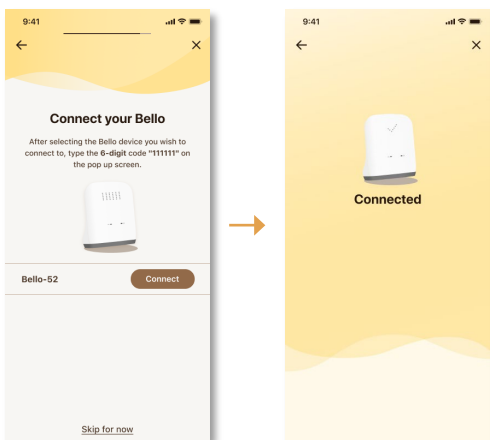 9:41
Connect your Bello
After selecting the Bello device you wish to
connect to, type the 6-digit code "111111" on
the pop up screen.
Bello-52
Connect
Skip for now
9:41
Connected